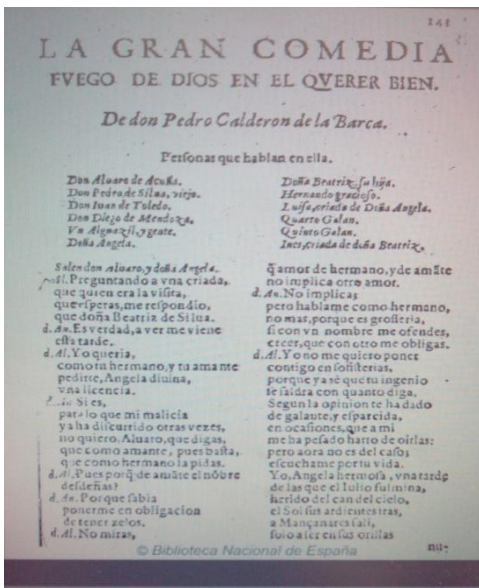 141
LA GRAN COMEDIA
FVEGO DE DIOS EN EL QVERER BIEN.
De don Pedro Calderon de la Barca.
Personas que hablan en ella.
Don Aluaro de Acuña.
Don Pedro de Silua, viejo.
Don Iuan de Toledo.
Don Diego de Mendoza.
Vn Alguazil, y gente.
Doña Angela.
Doña Beatriz, su hija.
Hernando gracioso.
Luisa, criada de Doña Angela.
Quarto Galan.
Quinto Galan.
Ines, criada de doña Beatriz.
Salen don Aluaro, y doña Angela.
Al. Preguntando a vna criada,
que quien era la visita,
que esperas, me respondio,
que doña Beatriz de Silua.
d. An. Es verdad, a ver me viene
esta tarde.
d. Al. Yo queria,
como tu hermano, y tu amante
pedirte, Angela diuina,
vna licencia.
Si es,
para lo que mi malicia
ya ha discurrido otras vezes,
no quiero, Aluaro, que digas,
que como amante, pues basta,
que como hermano la pidas.
d. Al. Pues porq̃ de amãte el nõbre
desdeñas?
d. An. Porque sabia
ponerme en obligacion
de tener zelos.
d. Al. No miras,
q̃ amor de hermano, y de amãte
no implica otro amor.
d. An. No implica;
pero hablame como hermano,
no mas, porque es groseria,
si con vn nombre me ofendes,
creer, que con otro me obligas.
d. Al. Yo no me quiero poner
contigo en sofisterias,
porque ya sè que tu ingenio
te saldra con quanto diga.
Segun la opinion te ha dado
de galante, y esparcida,
en ocasiones, que a mi
me ha pesado harto de oirlas;
pero aora no es del caso;
escuchame por tu vida.
Yo, Angela hermosa, vna tarde
de las que el Iulio fulmina,
herido del can del cielo,
el Sol sus ardientes iras,
a Mançanares sali,
solo a ser en sus orillas
© Biblioteca Nacional de España